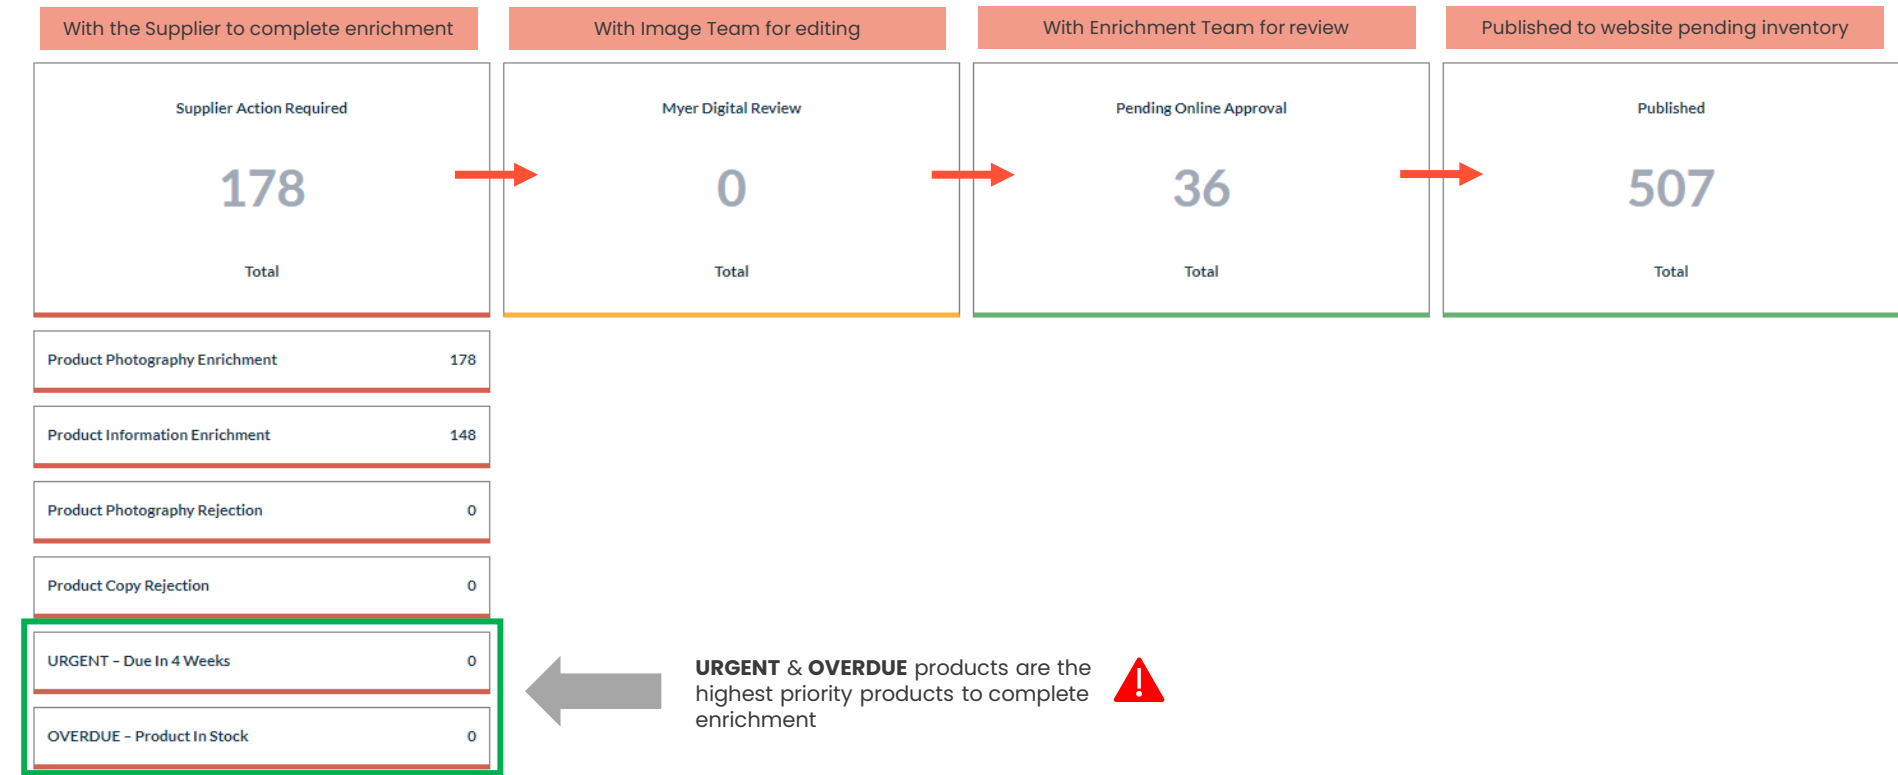 With the Supplier to complete enrichment
With Image Team for editing
With Enrichment Team for review
Published to website pending inventory
Supplier Action Required
178
Total
Myer Digital Review
0
Total
Pending Online Approval
36
Total
Published
507
Total
Product Photography Enrichment 178
Product Information Enrichment 148
Product Photography Rejection 0
Product Copy Rejection 0
URGENT – Due In 4 Weeks 0
OVERDUE – Product In Stock 0
URGENT & OVERDUE products are the
highest priority products to complete
enrichment